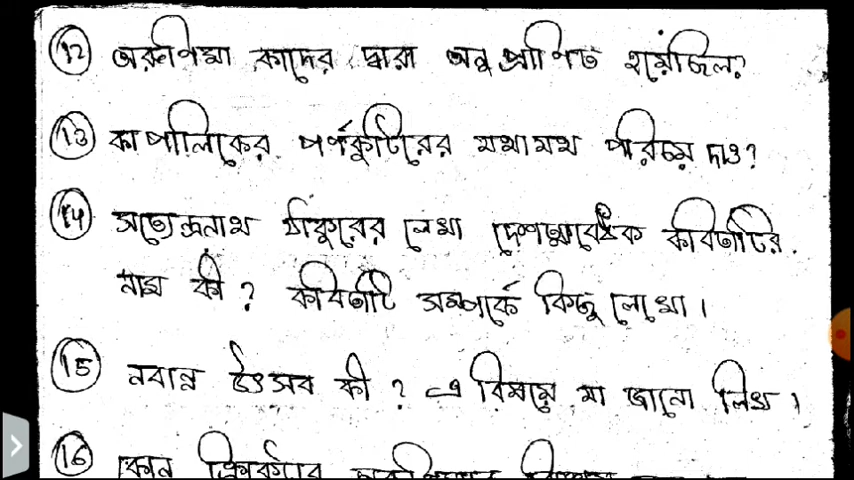 12 অরুণিমা কাদের দ্বারা অনুপ্রাণিত হয়েছিল?
13 কাপালিকের পর্ণকুটিরের যথাযথ পরিচয় দাও?
14 সত্যেন্দ্রনাথ ঠাকুরের লেখা দেশাত্মবোধক কবিতাটির
নাম কী? কবিতাটি সম্পর্কে কিছু লেখো।
15 নবান্ন উৎসব কী? এ বিষয়ে যা জানো লিখ।
16 কোন